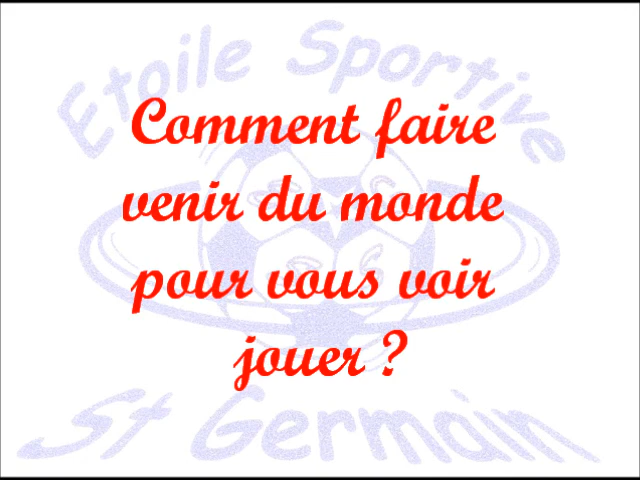 Etoile Sportive
Comment faire
venir du monde
pour vous voir
jouer ?
St Germain